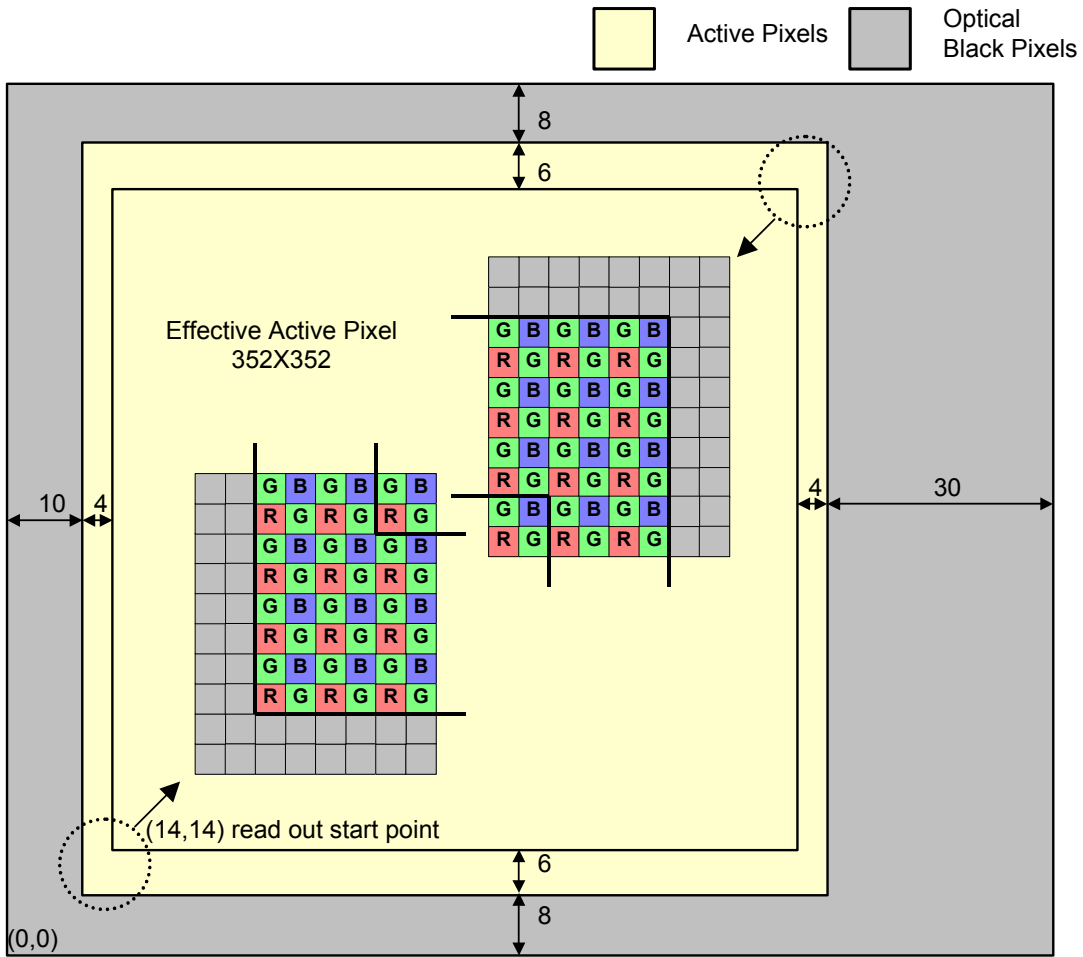 Active Pixels
Optical
Black Pixels
8
6
Effective Active Pixel
352X352
G B G B G B
R G R G R G
G B G B G B
R G R G R G
G B G B G B
R G R G R G
G B G B G B
R G R G R G
10
4
4
30
G B G B G B
R G R G R G
G B G B G B
R G R G R G
G B G B G B
R G R G R G
G B G B G B
R G R G R G
(14,14) read out start point
6
8
(0,0)